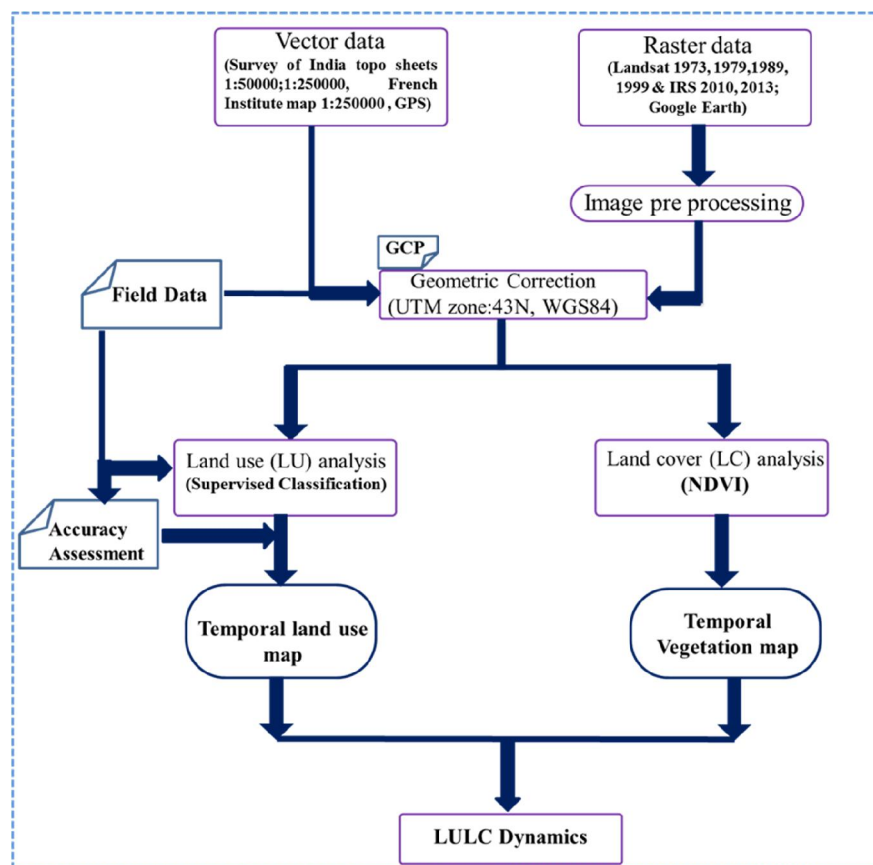 Vector data
(Survey of India topo sheets
1:50000;1:250000, French
Institute map 1:250000 , GPS)
Raster data
(Landsat 1973, 1979,1989,
1999 & IRS 2010, 2013;
Google Earth)
Image pre processing
GCP
Geometric Correction
(UTM zone:43N, WGS84)
Field Data
Land use (LU) analysis
(Supervised Classification)
Land cover (LC) analysis
(NDVI)
Accuracy
Assessment
Temporal land use
map
Temporal
Vegetation map
LULC Dynamics